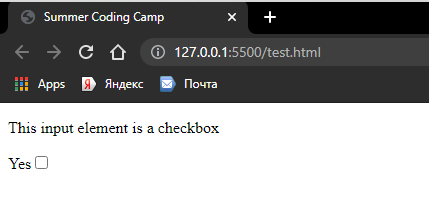 Summer Coding Camp
127.0.0.1:5500/test.html
Apps Яндекс Почта
This input element is a checkbox
Yes